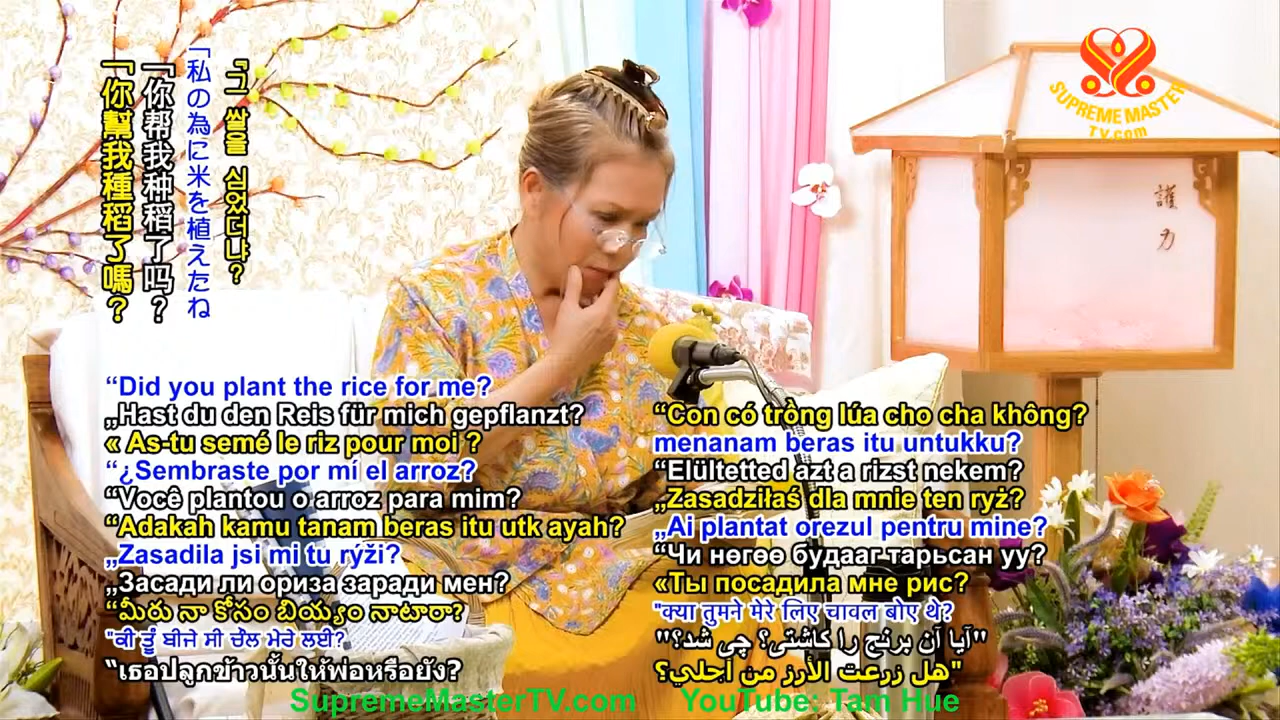 「你幫我種稻了嗎？
「你帮我种稻了吗？
「私の為に米を植えたね
「그 쌀을 심었더냐?
SUPREME MASTER
TV.com
護力
“Did you plant the rice for me?
„Hast du den Reis für mich gepflanzt?
« As-tu semé le riz pour moi ?
“¿Sembraste por mí el arroz?
“Você plantou o arroz para mim?
“Adakah kamu tanam beras itu utk ayah?
„Zasadila jsi mi tu rýži?
„Засади ли ориза заради мен?
“మీరు నా కోసం బియ్యం నాటారా?
"ਕੀ ਤੂੰ ਬੀਜੇ ਸੀ ਚੌਲ ਮੇਰੇ ਲਈ?
“เธอปลูกข้าวนั้นให้พ่อหรือยัง?
“Con có trồng lúa cho cha không?
menanam beras itu untukku?
“Elültetted azt a rizst nekem?
„Zasadziłaś dla mnie ten ryż?
„Ai plantat orezul pentru mine?
“Чи нөгөө будааг тарьсан уу?
«Ты посадила мне рис?
"क्या तुमने मेरे लिए चावल बोए थे?
"آیا آن برنج را کاشتی؟ چی شد؟"
هل زرعت الأرز من أجلي؟"
SupremeMasterTV.com
YouTube: Tam Hue